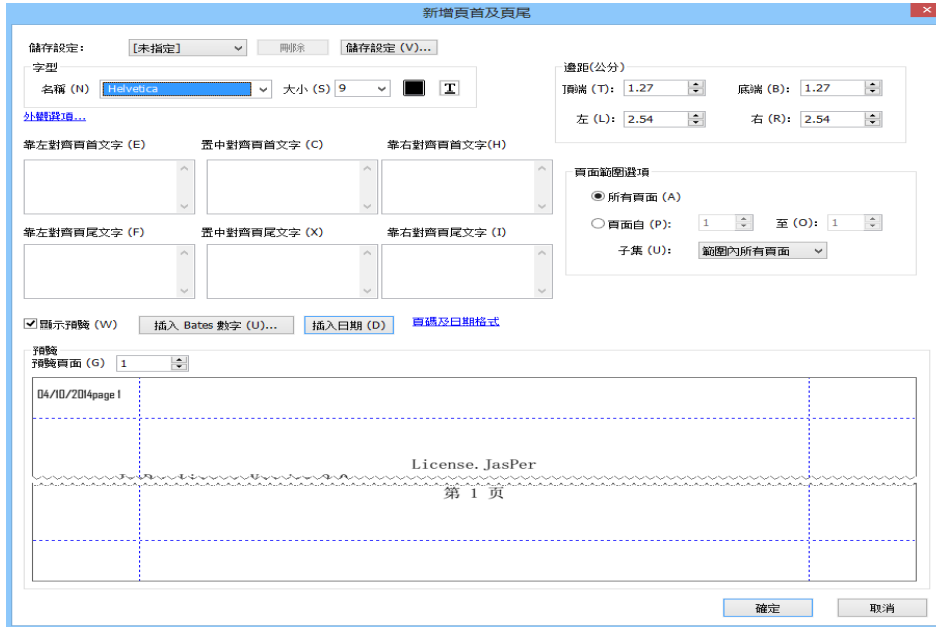 新增頁首及頁尾
儲存設定： [未指定] 刪除 儲存設定 (V)...
字型
名稱 (N) Helvetica 大小 (S) 9 T
外觀選項...
邊距(公分)
頂端 (T): 1.27 底端 (B): 1.27
左 (L): 2.54 右 (R): 2.54
靠左對齊頁首文字 (E) 置中對齊頁首文字 (C) 靠右對齊頁首文字(H)
靠左對齊頁尾文字 (F) 置中對齊頁尾文字 (X) 靠右對齊頁尾文字 (I)
頁面範圍選項
所有頁面 (A)
頁面自 (P): 1 至 (O): 1
子集 (U): 範圍內所有頁面
顯示預覽 (W) 插入 Bates 數字 (U)... 插入日期 (D) 頁碼及日期格式
預覽
預覽頁面 (G) 1
04/10/2014page 1
License.JasPer
第 1 页
確定 取消